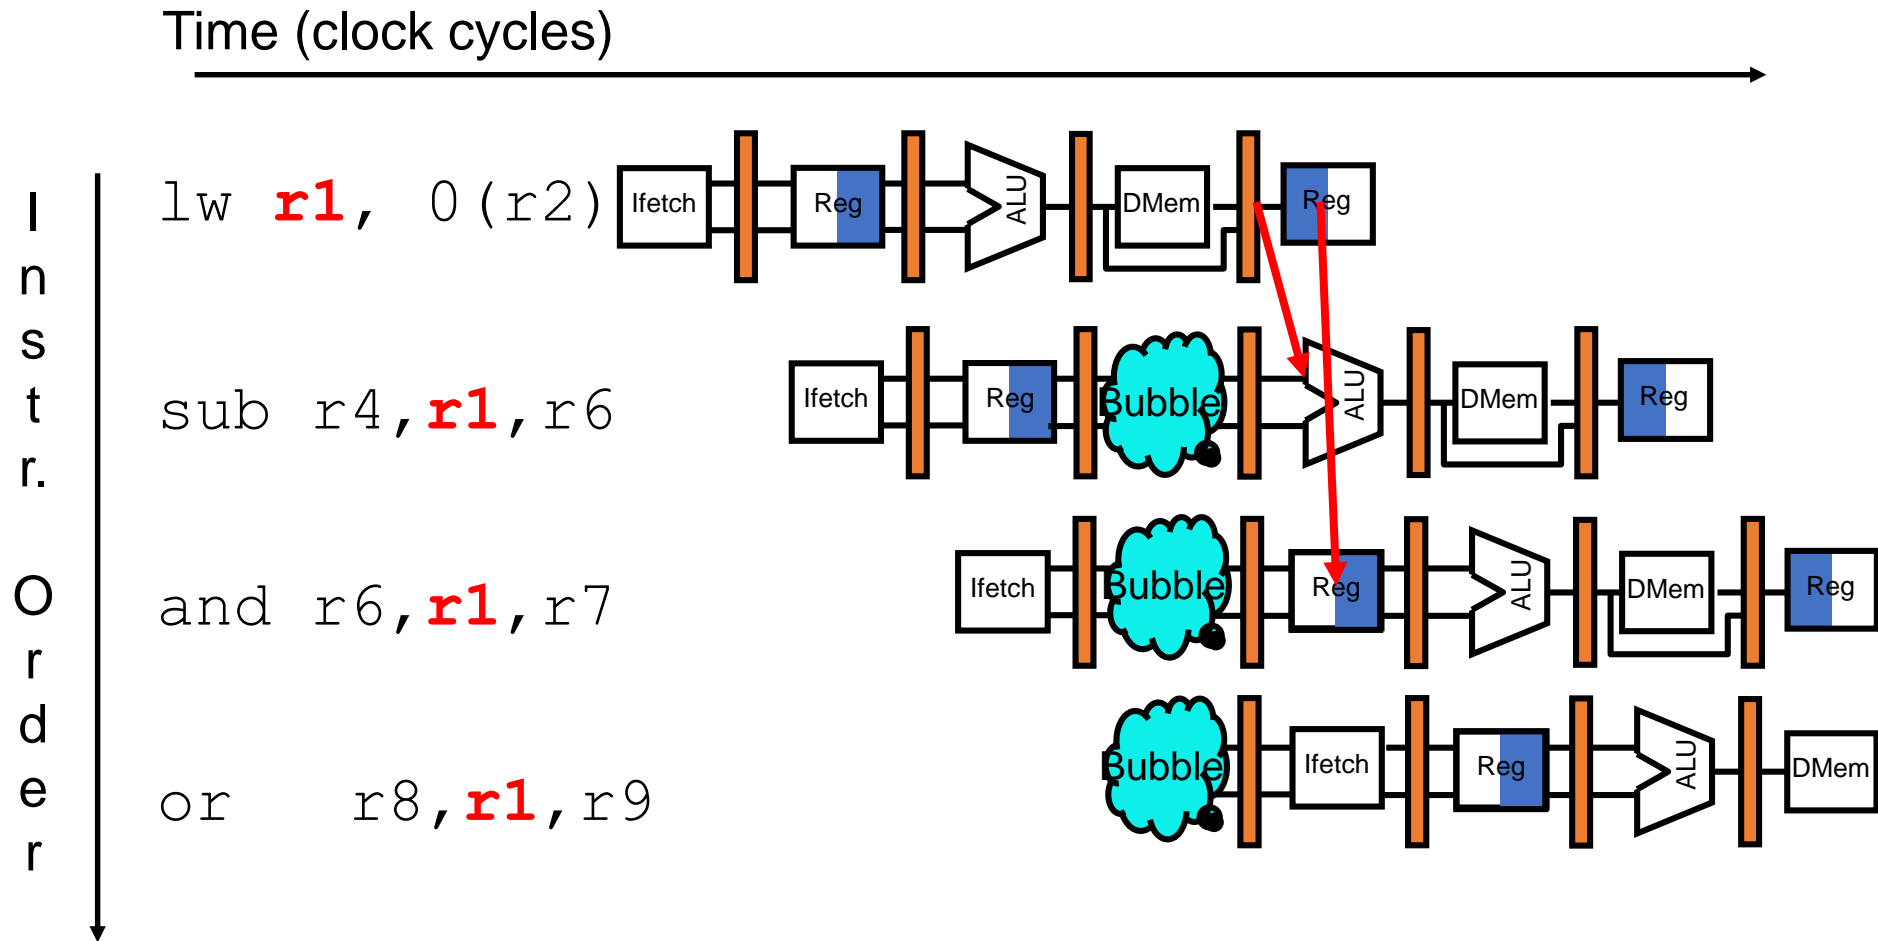 Time (clock cycles)
Instr. Order
lw r1, 0(r2)
Ifetch Reg ALU DMem Reg
sub r4,r1,r6
Ifetch Reg Bubble ALU DMem Reg
and r6,r1,r7
Ifetch Bubble Reg ALU DMem Reg
or r8,r1,r9
Bubble Ifetch Reg ALU DMem